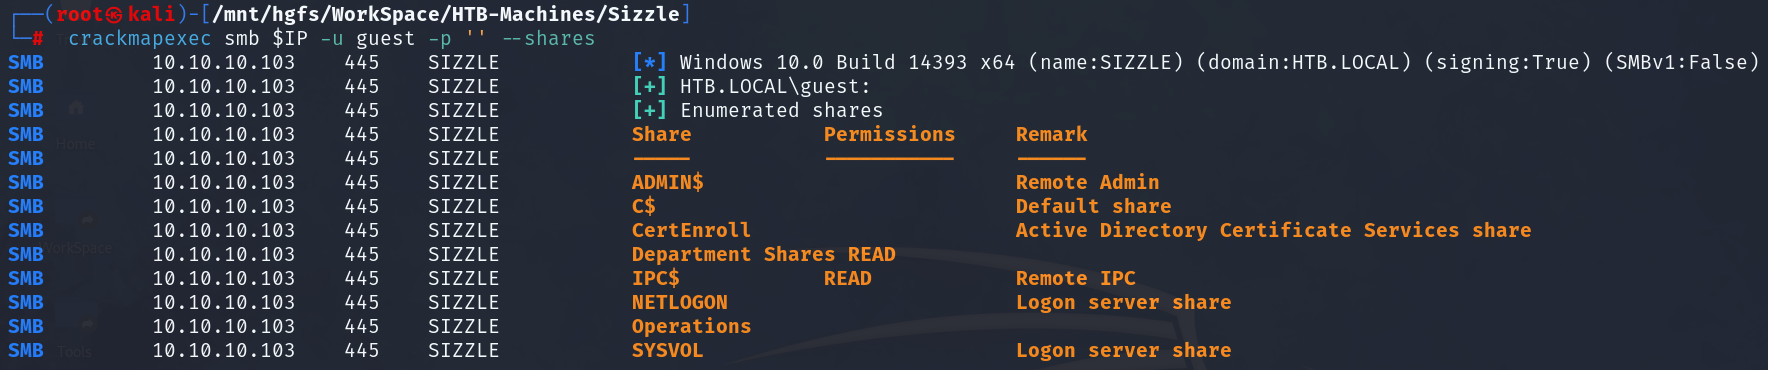 ┌──(root㉿kali)-[/mnt/hgfs/WorkSpace/HTB-Machines/Sizzle]
└─# crackmapexec smb $IP -u guest -p '' --shares
SMB 10.10.10.103 445 SIZZLE [*] Windows 10.0 Build 14393 x64 (name:SIZZLE) (domain:HTB.LOCAL) (signing:True) (SMBv1:False)
SMB 10.10.10.103 445 SIZZLE [+] HTB.LOCAL\guest:
SMB 10.10.10.103 445 SIZZLE [+] Enumerated shares
SMB 10.10.10.103 445 SIZZLE Share Permissions Remark
SMB 10.10.10.103 445 SIZZLE ----- ----------- ------
SMB 10.10.10.103 445 SIZZLE ADMIN$ Remote Admin
SMB 10.10.10.103 445 SIZZLE C$ Default share
SMB 10.10.10.103 445 SIZZLE CertEnroll Active Directory Certificate Services share
SMB 10.10.10.103 445 SIZZLE Department Shares READ
SMB 10.10.10.103 445 SIZZLE IPC$ READ Remote IPC
SMB 10.10.10.103 445 SIZZLE NETLOGON Logon server share
SMB 10.10.10.103 445 SIZZLE Operations
SMB 10.10.10.103 445 SIZZLE SYSVOL Logon server share
Home
WorkSpace
Tools